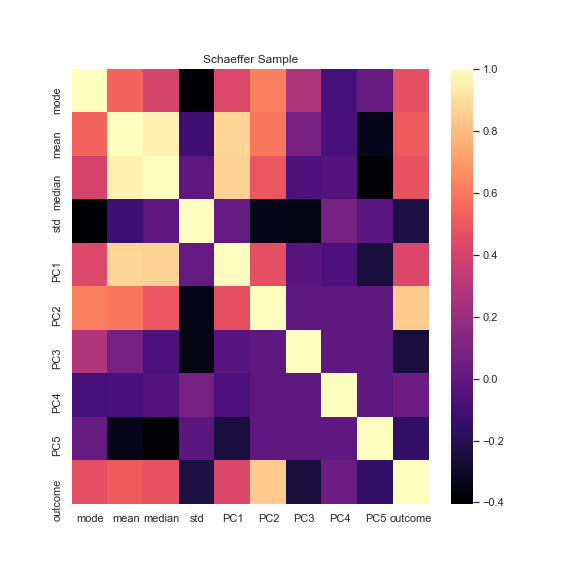 Schaeffer Sample
mode
mean
median
std
PC1
PC2
PC3
PC4
PC5
outcome
mode mean median std PC1 PC2 PC3 PC4 PC5 outcome
1.0
0.8
0.6
0.4
0.2
0.0
−0.2
−0.4